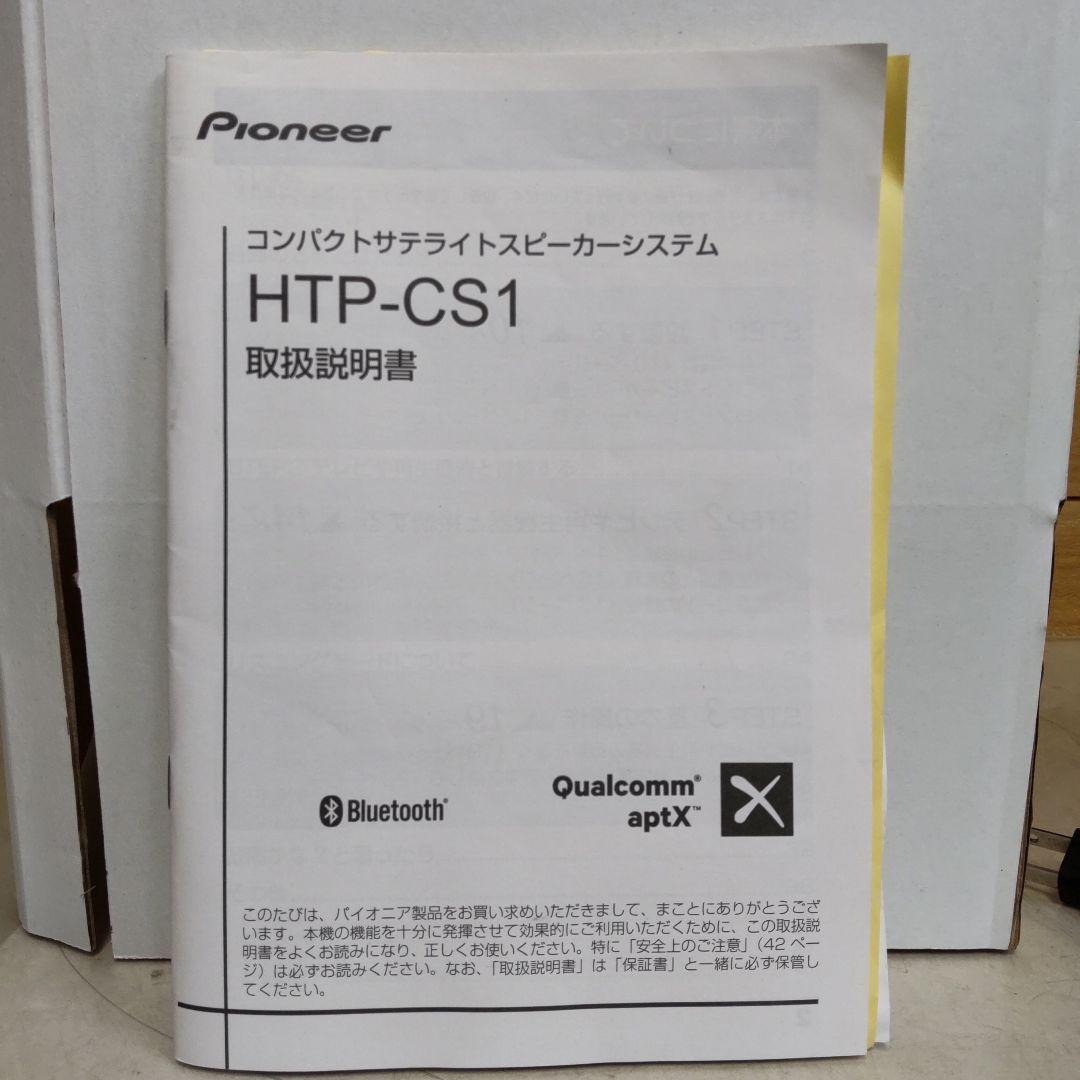 Pioneer
コンパクトサテライトスピーカーシステム
HTP-CS1
取扱説明書
Bluetooth®
Qualcomm®
aptX™
このたびは、パイオニア製品をお買い求めいただきまして、まことにありがとうござ
います。本機の機能を十分に発揮させて効果的にご利用いただくために、この取扱説
明書をよくお読みになり、正しくお使いください。特に「安全上のご注意」(42 ペー
ジ)は必ずお読みください。なお、「取扱説明書」は「保証書」と一緒に必ず保管し
てください。